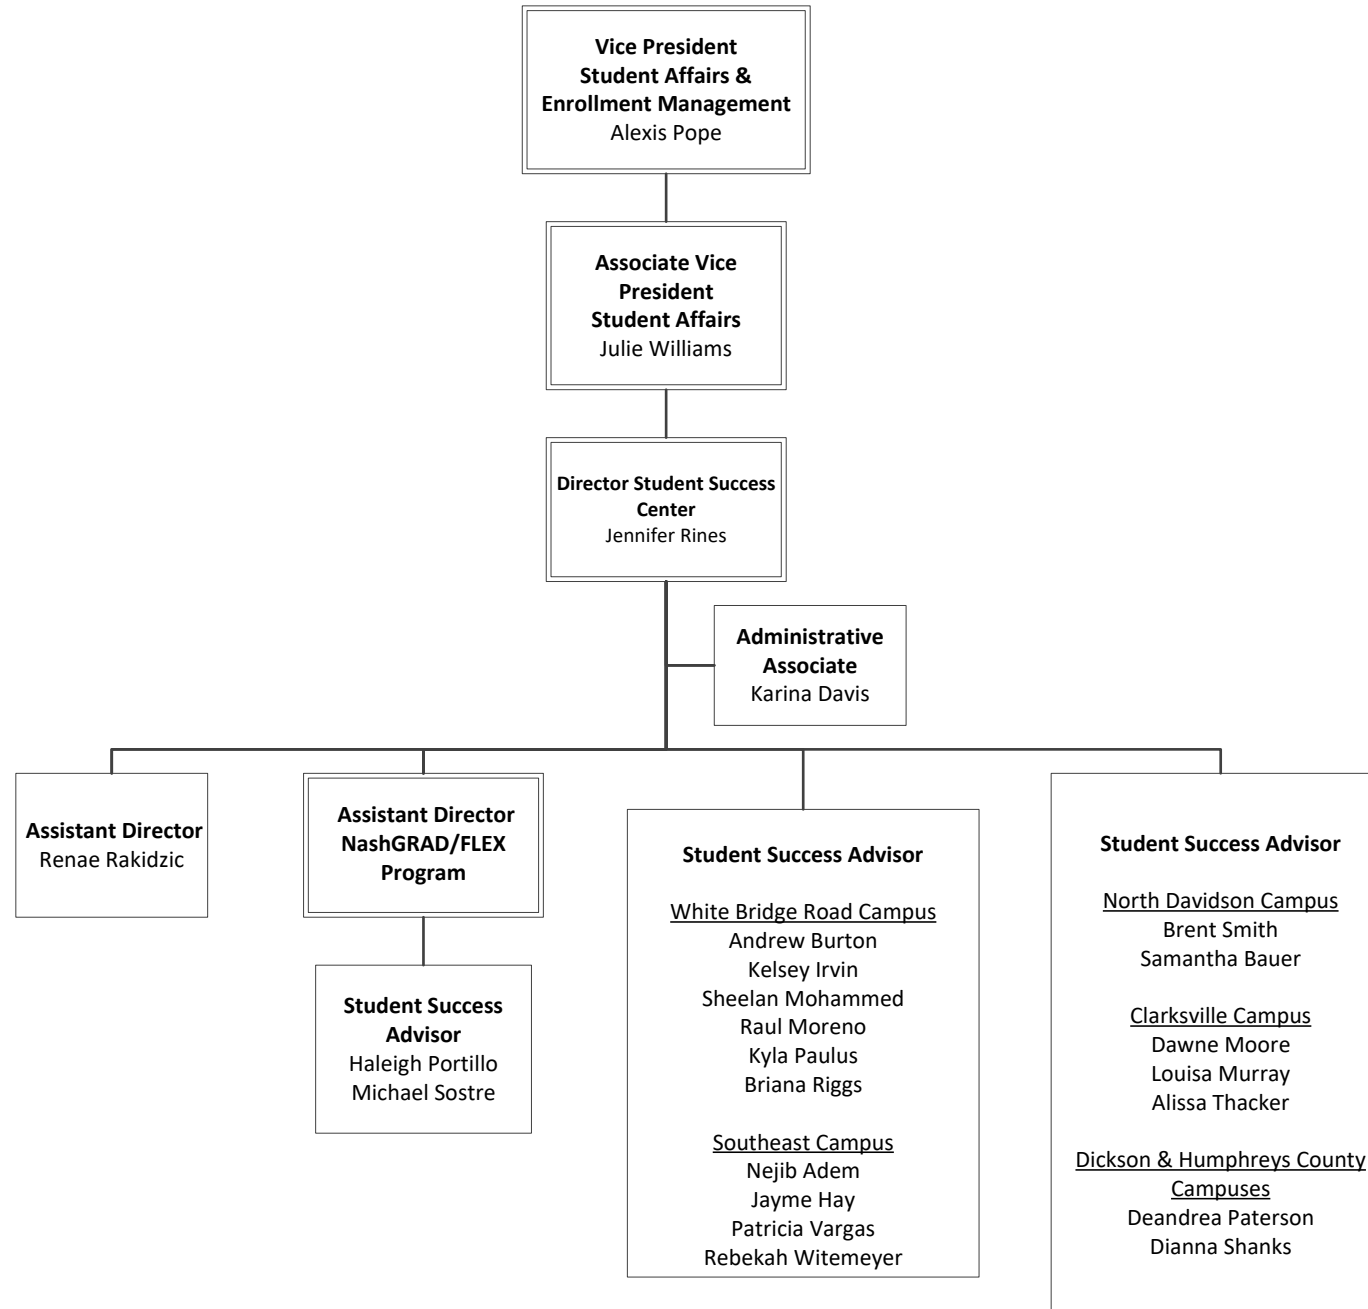 Vice President
Student Affairs &
Enrollment Management
Alexis Pope
Associate Vice
President
Student Affairs
Julie Williams
Director Student Success
Center
Jennifer Rines
Administrative
Associate
Karina Davis
Assistant Director
Renae Rakidzic
Assistant Director
NashGRAD/FLEX
Program
Student Success
Advisor
Haleigh Portillo
Michael Sostre
Student Success Advisor
White Bridge Road Campus
Andrew Burton
Kelsey Irvin
Sheelan Mohammed
Raul Moreno
Kyla Paulus
Briana Riggs
Southeast Campus
Nejib Adem
Jayme Hay
Patricia Vargas
Rebekah Witemeyer
Student Success Advisor
North Davidson Campus
Brent Smith
Samantha Bauer
Clarksville Campus
Dawne Moore
Louisa Murray
Alissa Thacker
Dickson & Humphreys County
Campuses
Deandrea Paterson
Dianna Shanks